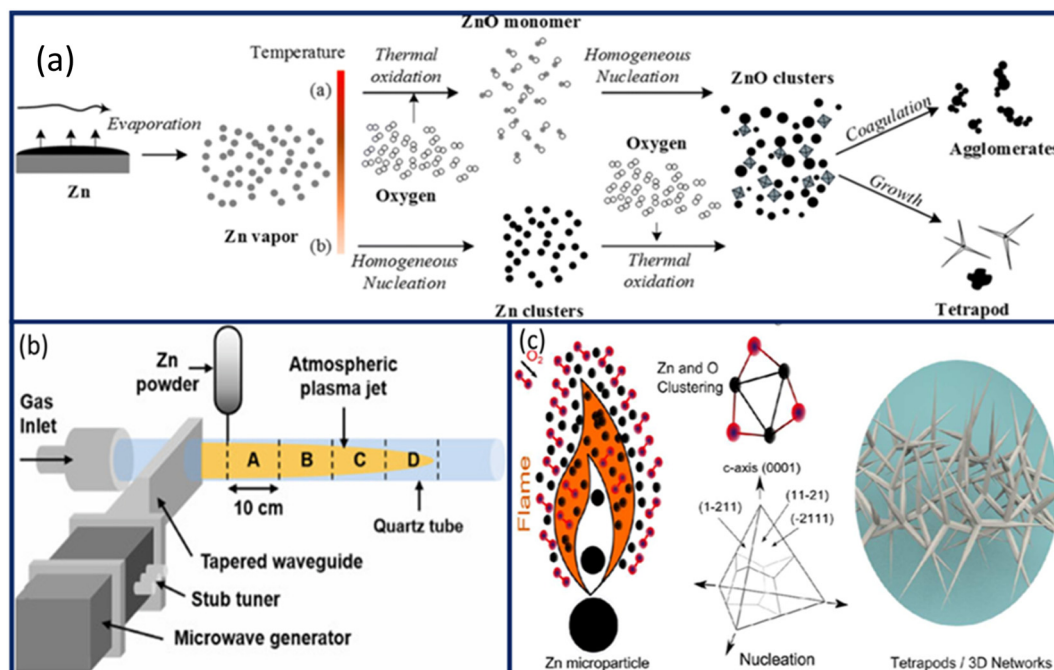 (a)
Zn
Evaporation
Zn vapor
Temperature
(a)
(b)
Thermal
oxidation
Oxygen
Homogeneous
Nucleation
ZnO monomer
Zn clusters
Homogeneous
Nucleation
Oxygen
Thermal
oxidation
ZnO clusters
Coagulation
Agglomerates
Growth
Tetrapod
(b)
Zn
powder
Atmospheric
plasma jet
Gas
Inlet
A
B
C
D
10 cm
Quartz tube
Tapered waveguide
Stub tuner
Microwave generator
(c)
O2
Flame
Zn microparticle
Zn and O
Clustering
c-axis (0001)
(1-211)
(11-21)
(-2111)
Nucleation
Tetrapods / 3D Networks